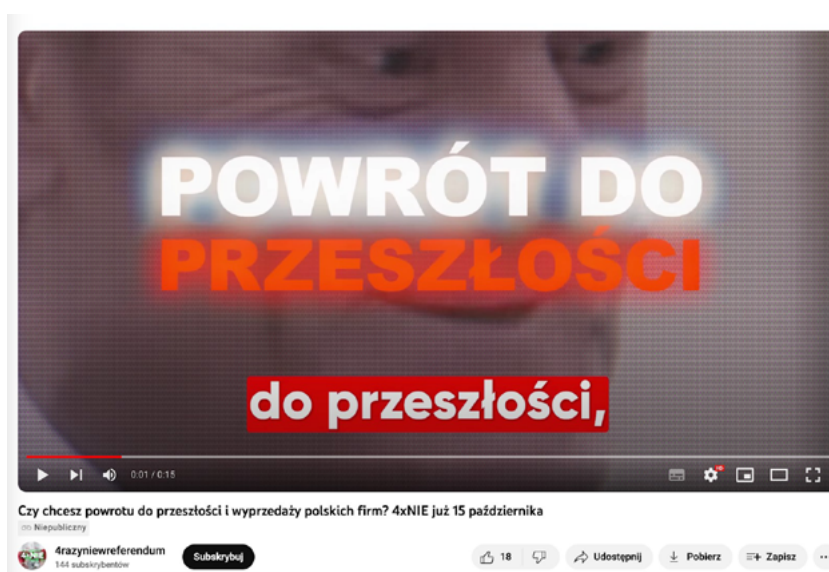 POWRÓT DO
PRZESZŁOŚCI
do przeszłości,
0:01 / 0:15
Czy chcesz powrotu do przeszłości i wyprzedaży polskich firm? 4xNIE już 15 października
Niepubliczny
4razyniewreferendum
144 subskrybentów
Subskrybuj
18
Udostępnij
Pobierz
Zapisz